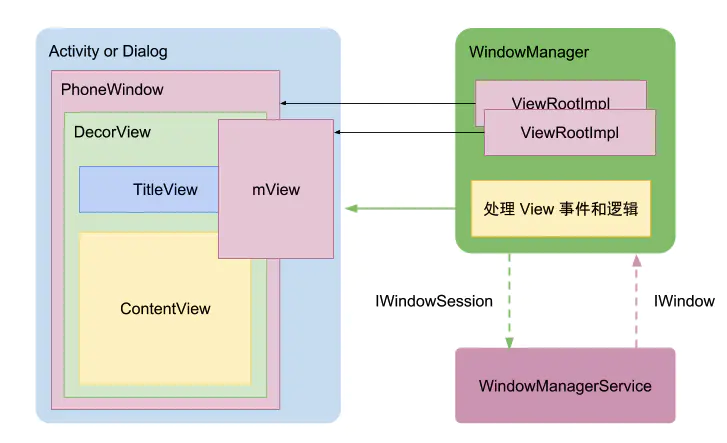 Activity or Dialog
PhoneWindow
DecorView
TitleView
mView
ContentView
WindowManager
ViewRootImpl
ViewRootImpl
处理 View 事件和逻辑
IWindowSession
IWindow
WindowManagerService